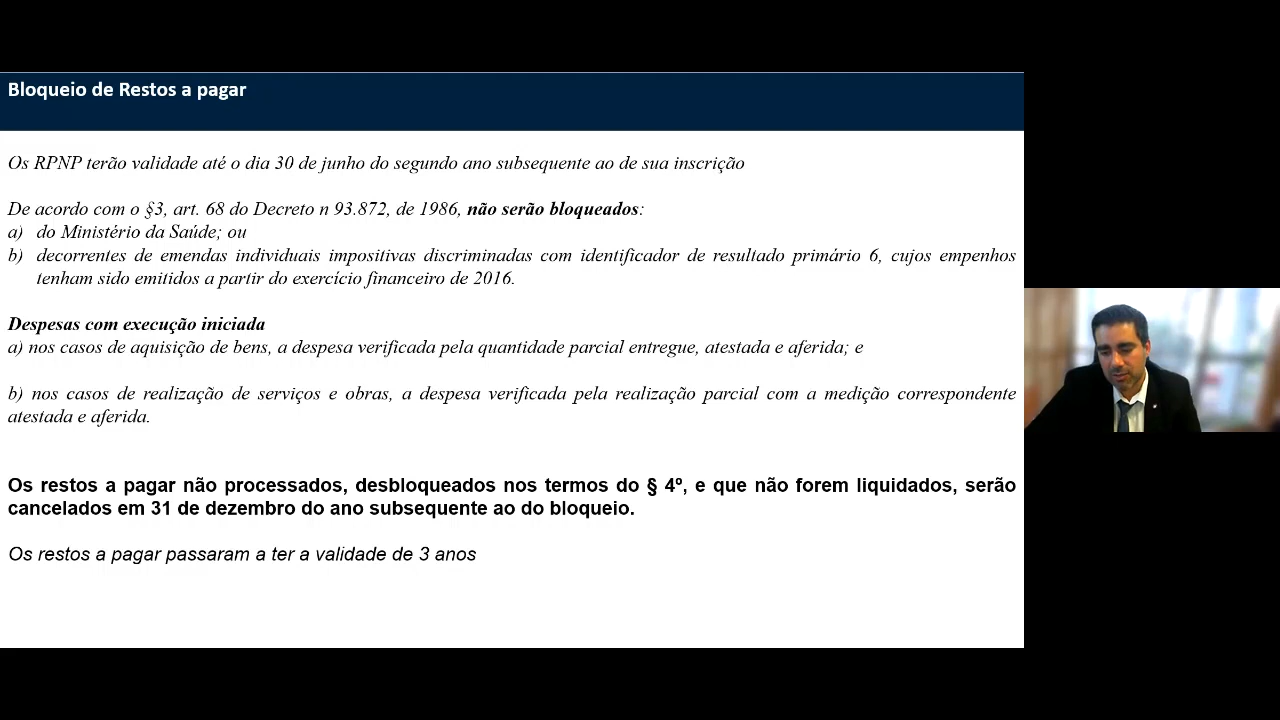 Bloqueio de Restos a pagar
Os RPNP terão validade até o dia 30 de junho do segundo ano subsequente ao de sua inscrição
De acordo com o §3, art. 68 do Decreto n 93.872, de 1986, não serão bloqueados:
a) do Ministério da Saúde; ou
b) decorrentes de emendas individuais impositivas discriminadas com identificador de resultado primário 6, cujos empenhos
tenham sido emitidos a partir do exercício financeiro de 2016.
Despesas com execução iniciada
a) nos casos de aquisição de bens, a despesa verificada pela quantidade parcial entregue, atestada e aferida; e
b) nos casos de realização de serviços e obras, a despesa verificada pela realização parcial com a medição correspondente
atestada e aferida.
Os restos a pagar não processados, desbloqueados nos termos do § 4º, e que não forem liquidados, serão
cancelados em 31 de dezembro do ano subsequente ao do bloqueio.
Os restos a pagar passaram a ter a validade de 3 anos